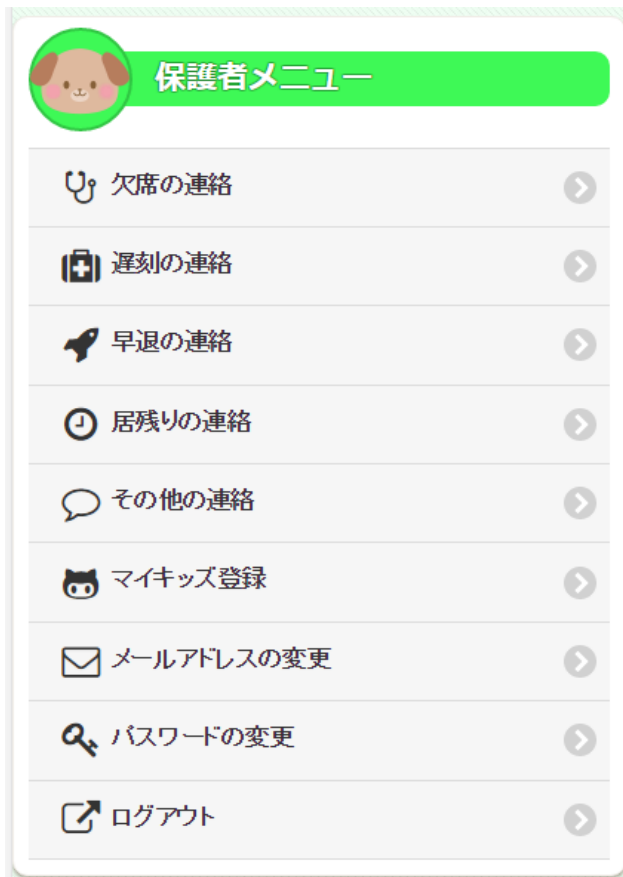 保護者メニュー
欠席の連絡
遅刻の連絡
早退の連絡
居残りの連絡
その他の連絡
マイキッズ登録
メールアドレスの変更
パスワードの変更
ログアウト